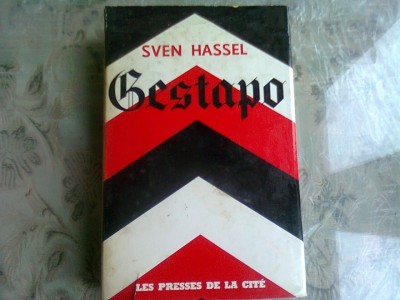 SVEN HASSEL
Gestapo
LES PRESSES DE LA CITÉ